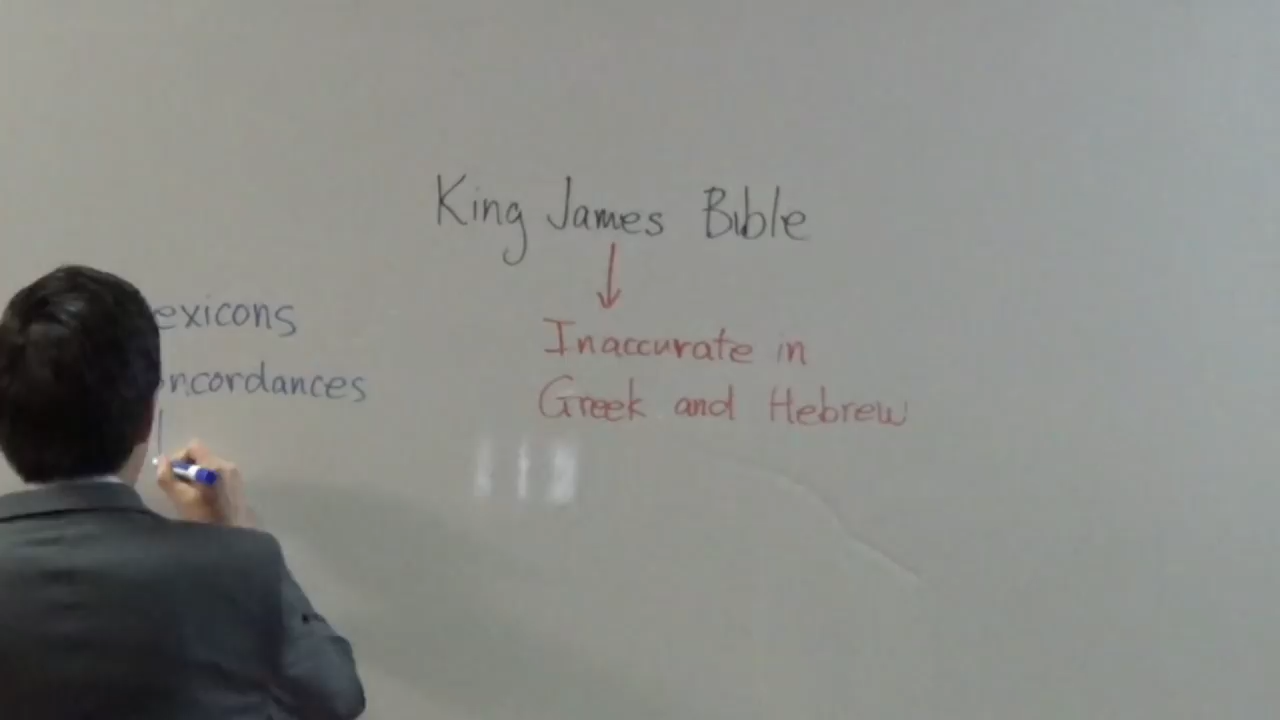 King James Bible
Inaccurate in
Greek and Hebrew
exicons
ncordances